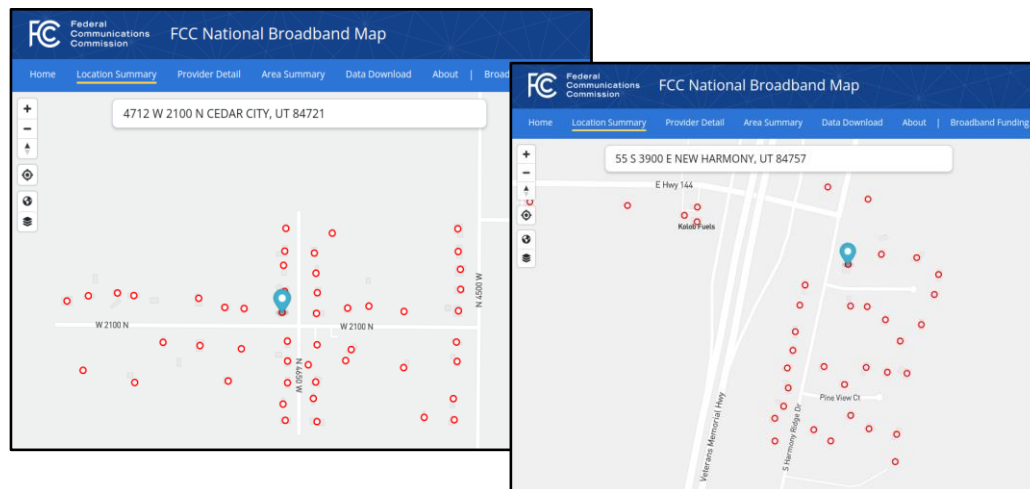 Federal
Communications
Commission
FCC National Broadband Map
Home Location Summary Provider Detail Area Summary Data Download About | Broad
4712 W 2100 N CEDAR CITY, UT 84721
W 2100 N
W 2100 N
N 4500 W
N 4650 W
Federal
Communications
Commission
FCC National Broadband Map
Home Location Summary Provider Detail Area Summary Data Download About | Broadband Funding
55 S 3900 E NEW HARMONY, UT 84757
E Hwy 144
Kolob Fuels
Pine View Ct
Veterans Memorial Hwy
S Harmony Ridge Dr